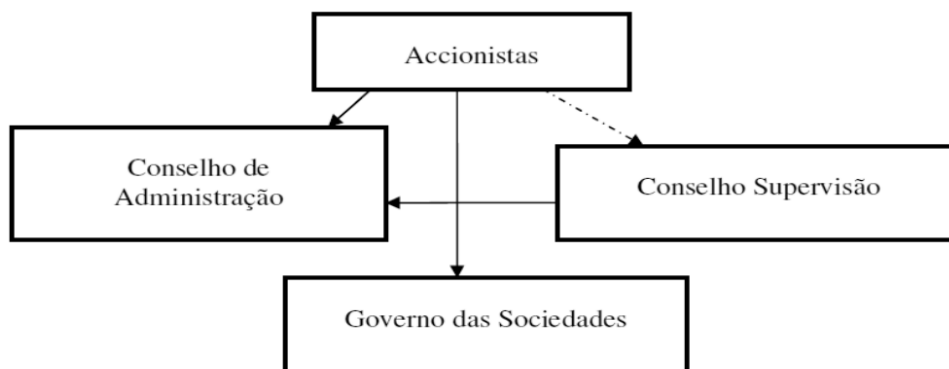 Accionistas
Conselho de
Administração
Conselho Supervisão
Governo das Sociedades